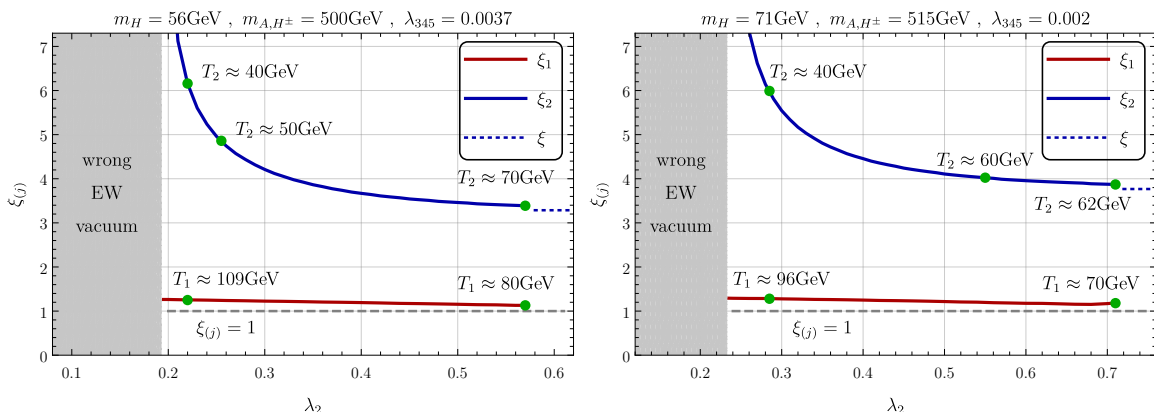 m_H = 56GeV , m_{A,H^±} = 500GeV , λ_{345} = 0.0037
ξ_{(j)}
7
6
5
4
3
2
1
0
0.1
0.2
0.3
0.4
0.5
0.6
λ_2
wrong
EW
vacuum
T_2 ≈ 40GeV
T_2 ≈ 50GeV
T_2 ≈ 70GeV
T_1 ≈ 109GeV
T_1 ≈ 80GeV
ξ_{(j)} = 1
ξ_1
ξ_2
ξ
m_H = 71GeV , m_{A,H^±} = 515GeV , λ_{345} = 0.002
ξ_{(j)}
7
6
5
4
3
2
1
0
0.2
0.3
0.4
0.5
0.6
0.7
λ_2
wrong
EW
vacuum
T_2 ≈ 40GeV
T_2 ≈ 60GeV
T_2 ≈ 62GeV
T_1 ≈ 96GeV
T_1 ≈ 70GeV
ξ_{(j)} = 1
ξ_1
ξ_2
ξ